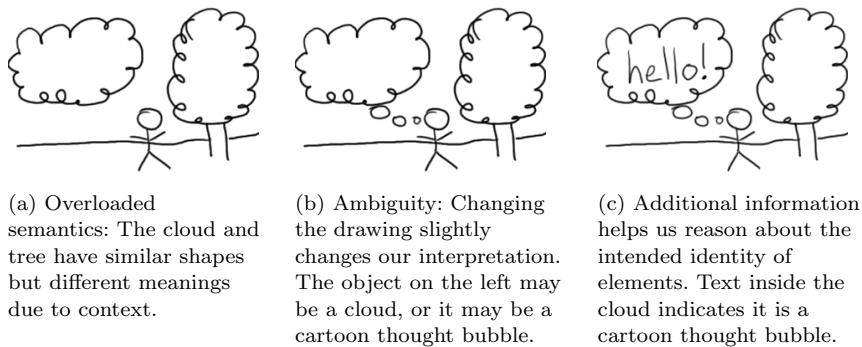 hello!
(a) Overloaded
semantics: The cloud and
tree have similar shapes
but different meanings
due to context.
(b) Ambiguity: Changing
the drawing slightly
changes our interpretation.
The object on the left may
be a cloud, or it may be a
cartoon thought bubble.
(c) Additional information
helps us reason about the
intended identity of
elements. Text inside the
cloud indicates it is a
cartoon thought bubble.